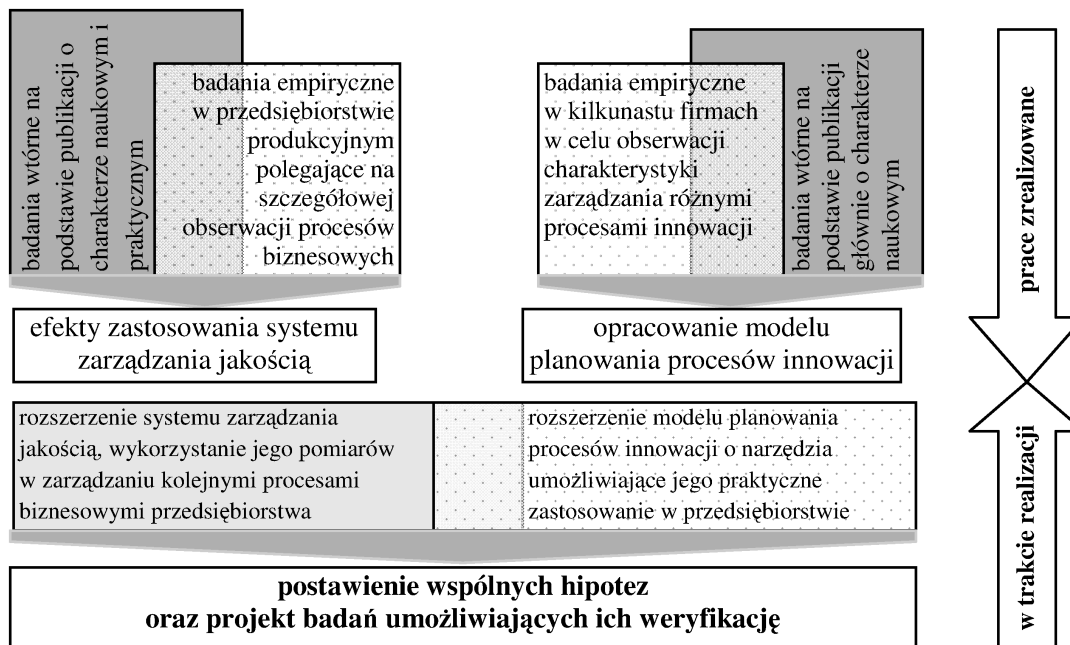 badania wtórne na
podstawie publikacji o
charakterze naukowym i
praktycznym
badania empiryczne
w przedsiębiorstwie
produkcyjnym
polegające na
szczegółowej
obserwacji procesów
biznesowych
badania empiryczne
w kilkunastu firmach
w celu obserwacji
charakterystyki
zarządzania różnymi
procesami innowacji
badania wtórne na
podstawie publikacji
głównie o charakterze
naukowym
prace zrealizowane
efekty zastosowania systemu
zarządzania jakością
opracowanie modelu
planowania procesów innowacji
rozszerzenie systemu zarządzania
jakością, wykorzystanie jego pomiarów
w zarządzaniu kolejnymi procesami
biznesowymi przedsiębiorstwa
rozszerzenie modelu planowania
procesów innowacji o narzędzia
umożliwiające jego praktyczne
zastosowanie w przedsiębiorstwie
w trakcie realizacji
postawienie wspólnych hipotez
oraz projekt badań umożliwiających ich weryfikację